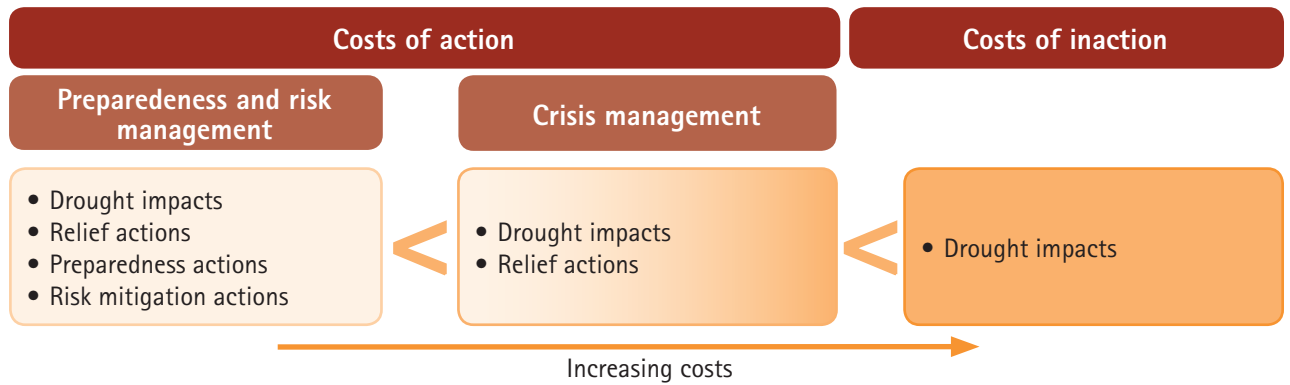 Costs of action
Costs of inaction
Preparedeness and risk
management
Crisis management
• Drought impacts
• Relief actions
• Preparedness actions
• Risk mitigation actions
<
• Drought impacts
• Relief actions
<
• Drought impacts
Increasing costs